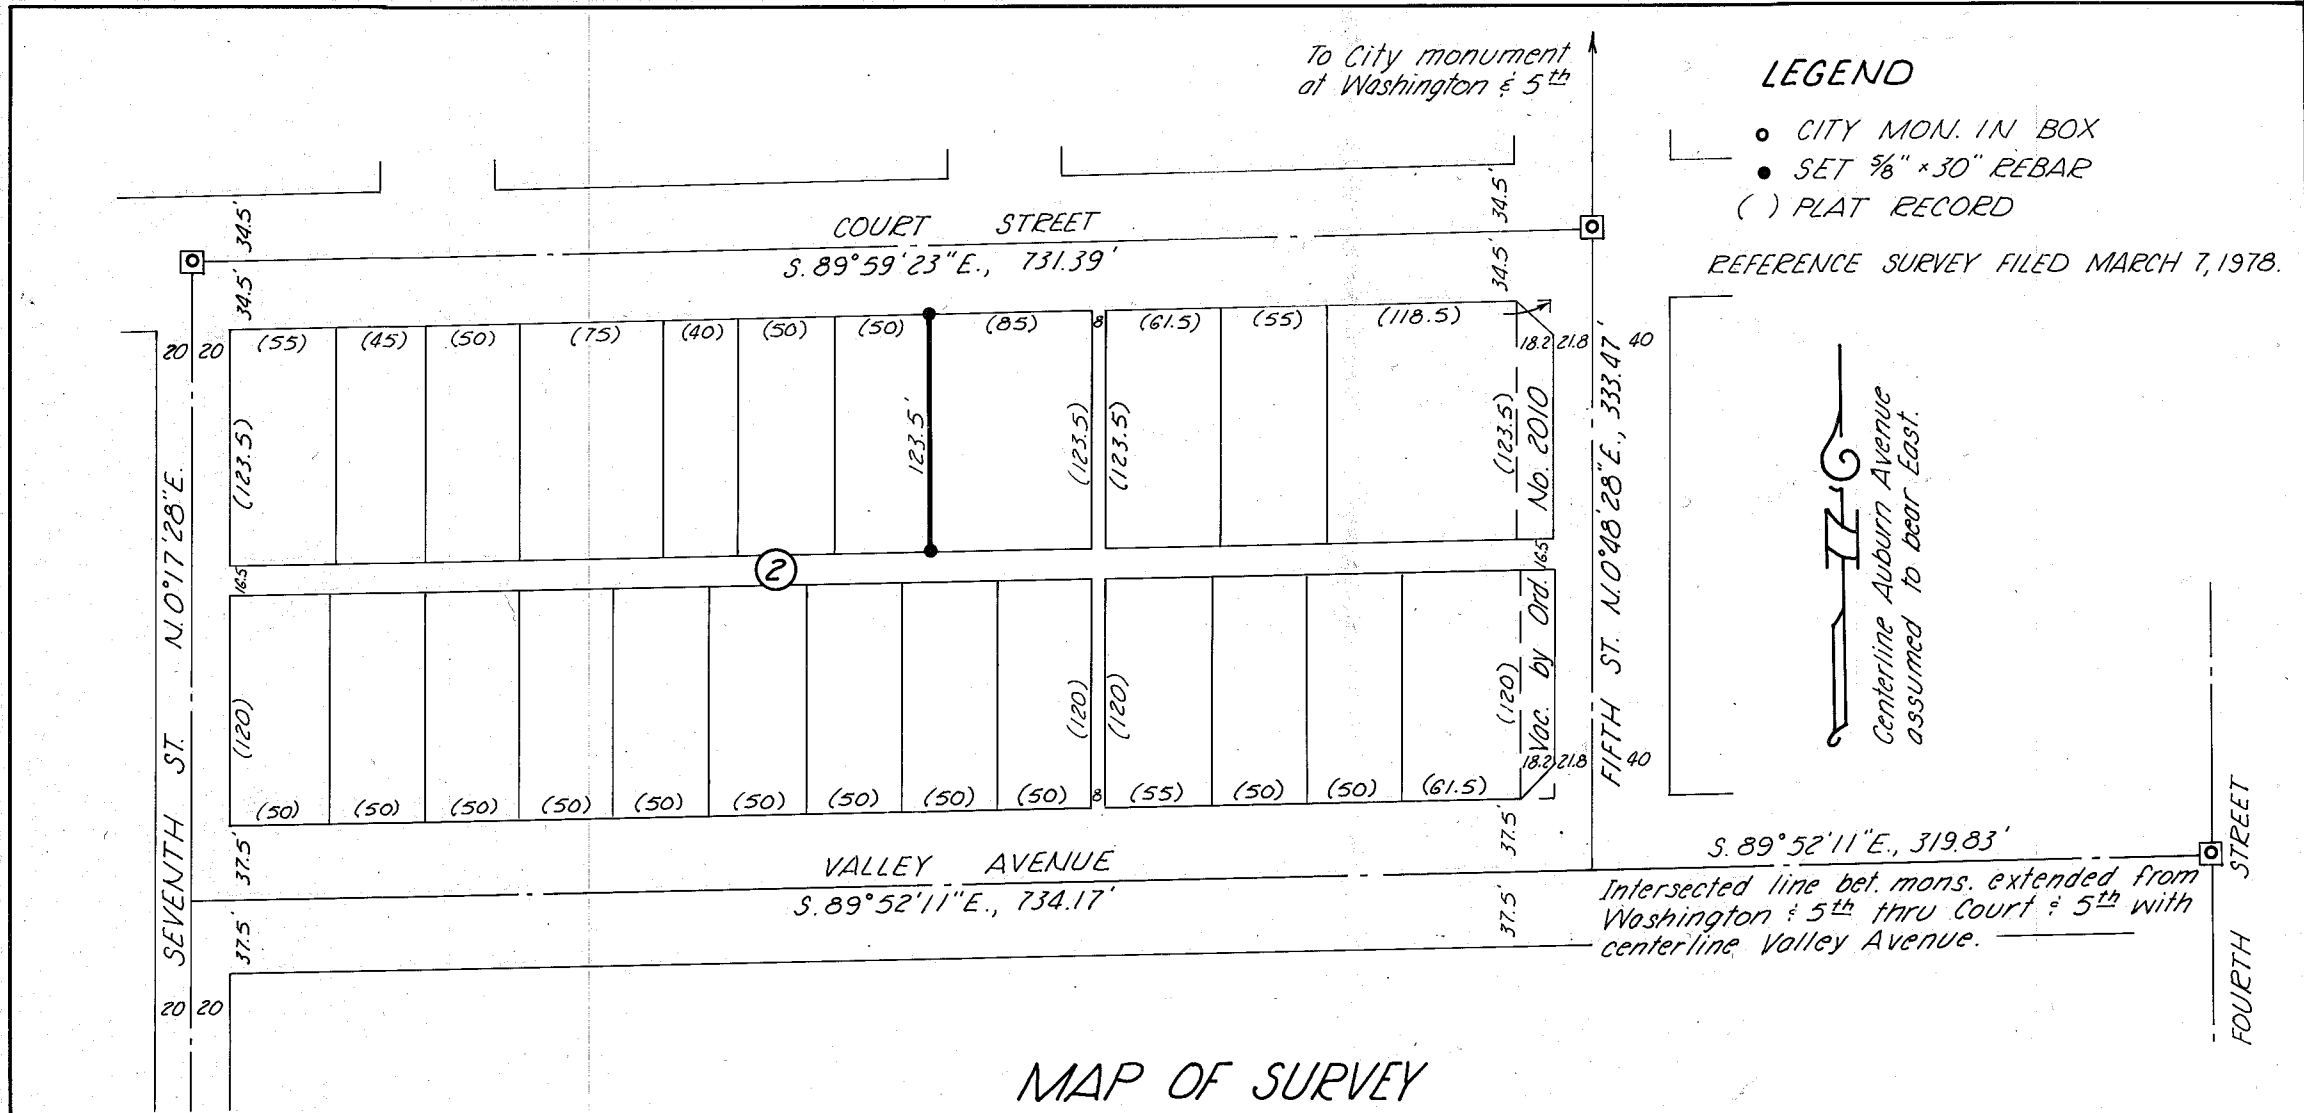 To City monument
at Washington & 5th
LEGEND
CITY MON. IN BOX
SET 5/8" x 30" REBAR
( ) PLAT RECORD
REFERENCE SURVEY FILED MARCH 7, 1978.
34.5'
34.5'
34.5'
34.5'
COURT STREET
S. 89°59'23"E., 731.39'
20 20
(55) (45) (50) (75) (40) (50) (50) (85) 8 (61.5) (55) (118.5)
18.2 21.8 40
(123.5)
123.5'
(123.5)
(123.5)
(123.5)
16.5
2
16.5
Vac. by Ord. No. 2010
FIFTH ST. N.0°48'28"E., 333.47'
SEVENTH ST. N.0°17'28"E.
Centerline Auburn Avenue
assumed to bear East.
N
(120)
(120)
(120)
(120)
18.2 21.8 40
(50) (50) (50) (50) (50) (50) (50) (50) (50) 8 (55) (50) (50) (61.5)
37.5'
37.5'
37.5'
37.5'
VALLEY AVENUE
S. 89°52'11"E., 734.17'
S. 89°52'11"E., 319.83'
Intersected line bet. mons. extended from
Washington & 5th thru Court & 5th with
centerline Valley Avenue.
FOURTH STREET
20 20
MAP OF SURVEY